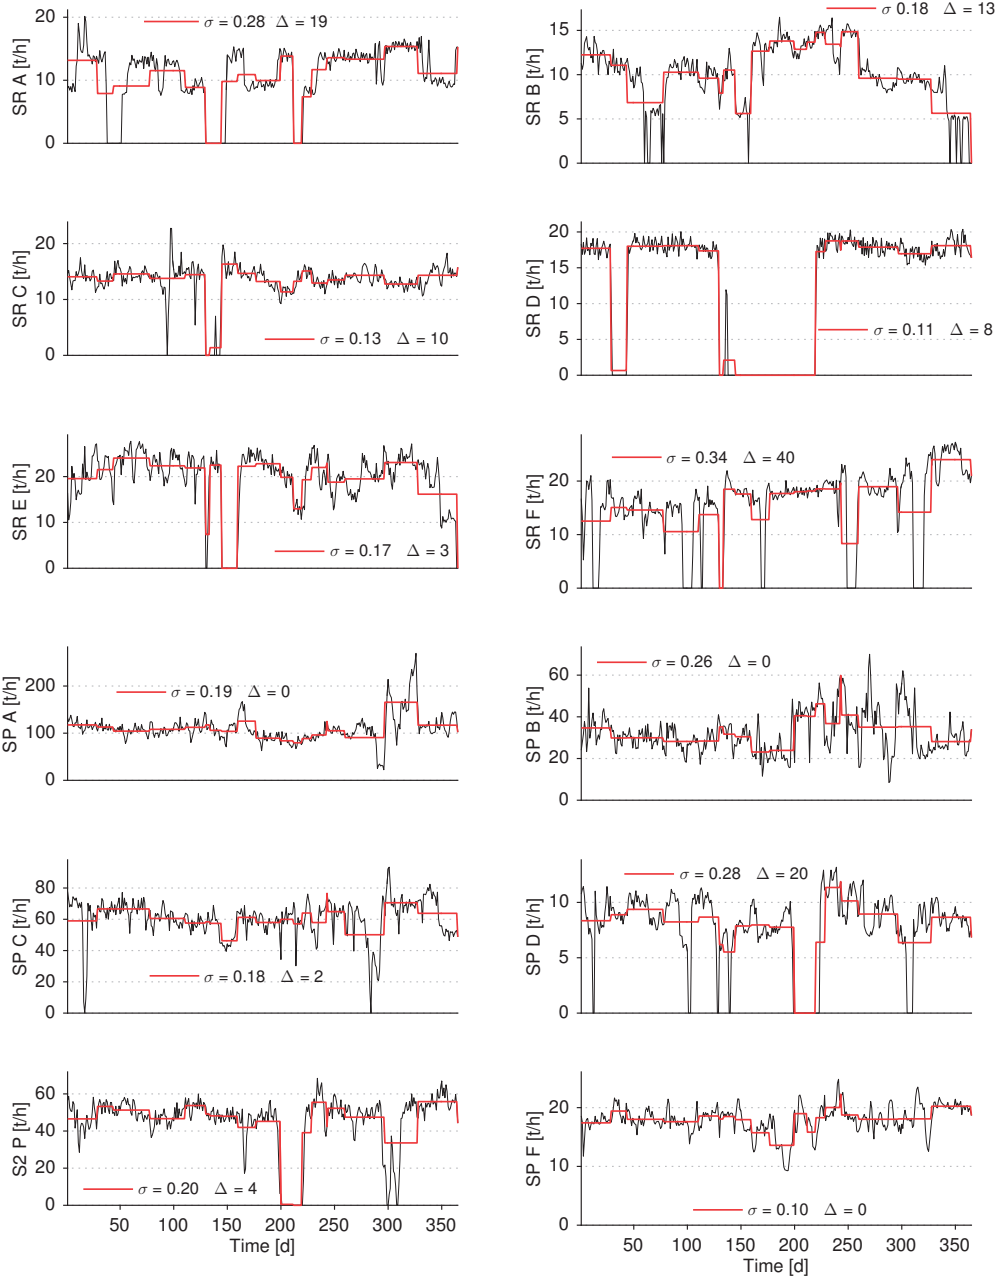 σ = 0.28 Δ = 19
SR A [t/h]
20
10
0
σ = 0.18 Δ = 13
SR B [t/h]
15
10
5
0
SR C [t/h]
20
10
0
σ = 0.13 Δ = 10
SR D [t/h]
20
15
10
5
0
σ = 0.11 Δ = 8
SR E [t/h]
20
10
0
σ = 0.17 Δ = 3
SR F [t/h]
20
10
0
σ = 0.34 Δ = 40
SP A [t/h]
200
100
0
σ = 0.19 Δ = 0
SP B [t/h]
60
40
20
0
σ = 0.26 Δ = 0
SP C [t/h]
80
60
40
20
0
σ = 0.18 Δ = 2
SP D [t/h]
10
5
0
σ = 0.28 Δ = 20
S2 P [t/h]
60
40
20
0
σ = 0.20 Δ = 4
50 100 150 200 250 300 350
Time [d]
SP F [t/h]
20
10
0
σ = 0.10 Δ = 0
50 100 150 200 250 300 350
Time [d]